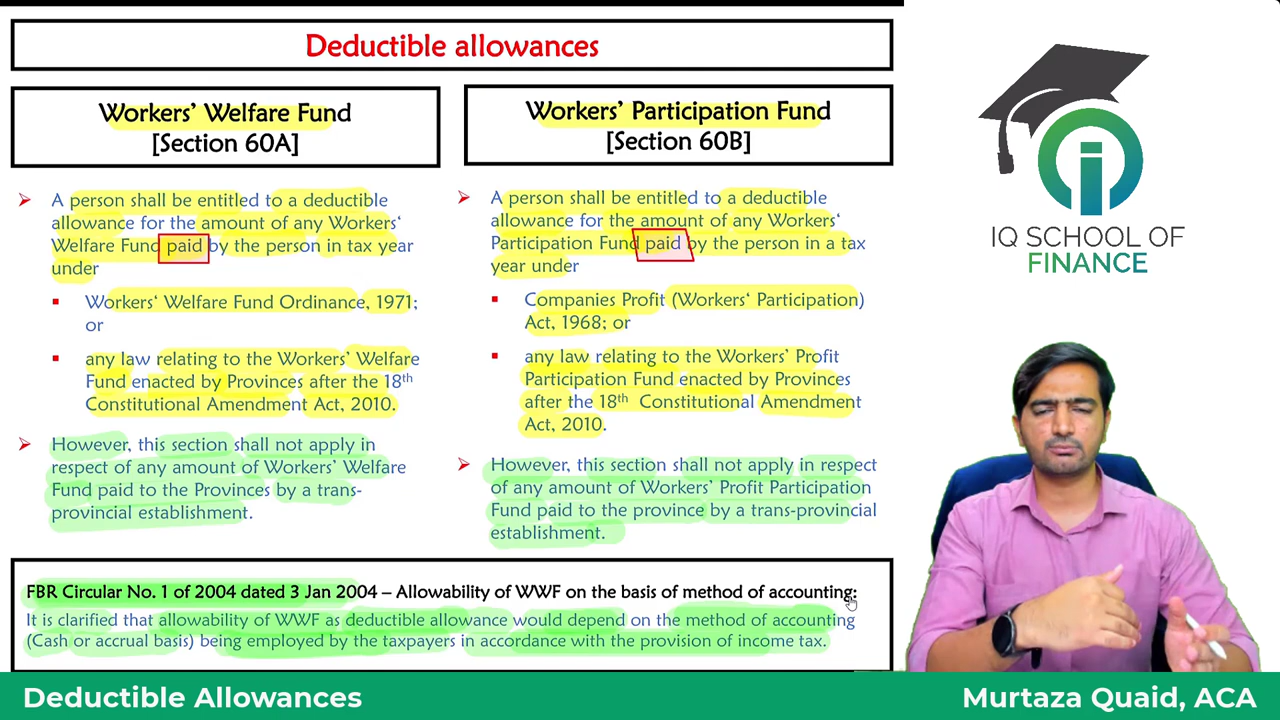 Deductible allowances
Workers' Welfare Fund
[Section 60A]
➢ A person shall be entitled to a deductible
allowance for the amount of any Workers'
Welfare Fund paid by the person in tax year
under
▪ Workers' Welfare Fund Ordinance, 1971;
or
▪ any law relating to the Workers' Welfare
Fund enacted by Provinces after the 18th
Constitutional Amendment Act, 2010.
➢ However, this section shall not apply in
respect of any amount of Workers' Welfare
Fund paid to the Provinces by a trans-
provincial establishment.
Workers' Participation Fund
[Section 60B]
➢ A person shall be entitled to a deductible
allowance for the amount of any Workers'
Participation Fund paid by the person in a tax
year under
▪ Companies Profit (Workers' Participation)
Act, 1968; or
▪ any law relating to the Workers' Profit
Participation Fund enacted by Provinces
after the 18th Constitutional Amendment
Act, 2010.
➢ However, this section shall not apply in respect
of any amount of Workers' Profit Participation
Fund paid to the province by a trans-provincial
establishment.
FBR Circular No. 1 of 2004 dated 3 Jan 2004 – Allowability of WWF on the basis of method of accounting:
It is clarified that allowability of WWF as deductible allowance would depend on the method of accounting
(Cash or accrual basis) being employed by the taxpayers in accordance with the provision of income tax.
IQ SCHOOL OF
FINANCE
Deductible Allowances
Murtaza Quaid, ACA